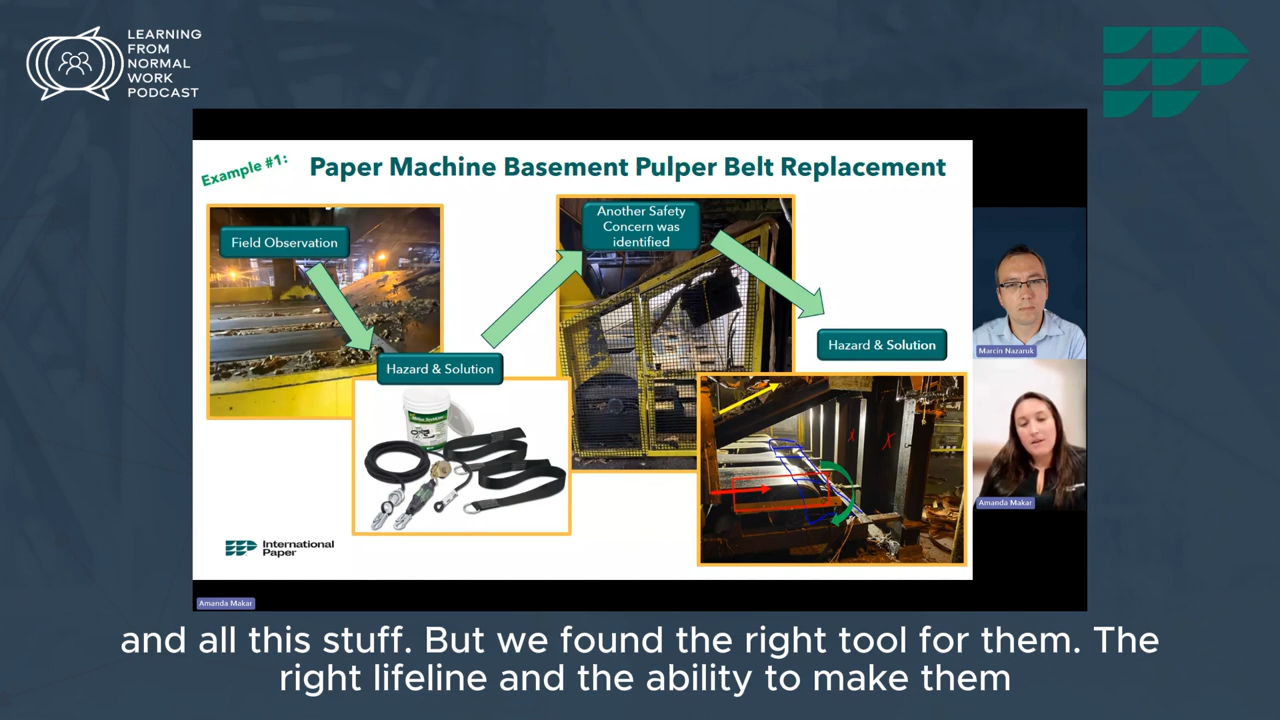 LEARNING
FROM
NORMAL
WORK
PODCAST
Example #1:
Paper Machine Basement Pulper Belt Replacement
Field Observation
Another Safety
Concern was
identified
Hazard & Solution
Hazard & Solution
International
Paper
Marcin Nazaruk
Amanda Makar
Amanda Makar
and all this stuff. But we found the right tool for them. The
right lifeline and the ability to make them